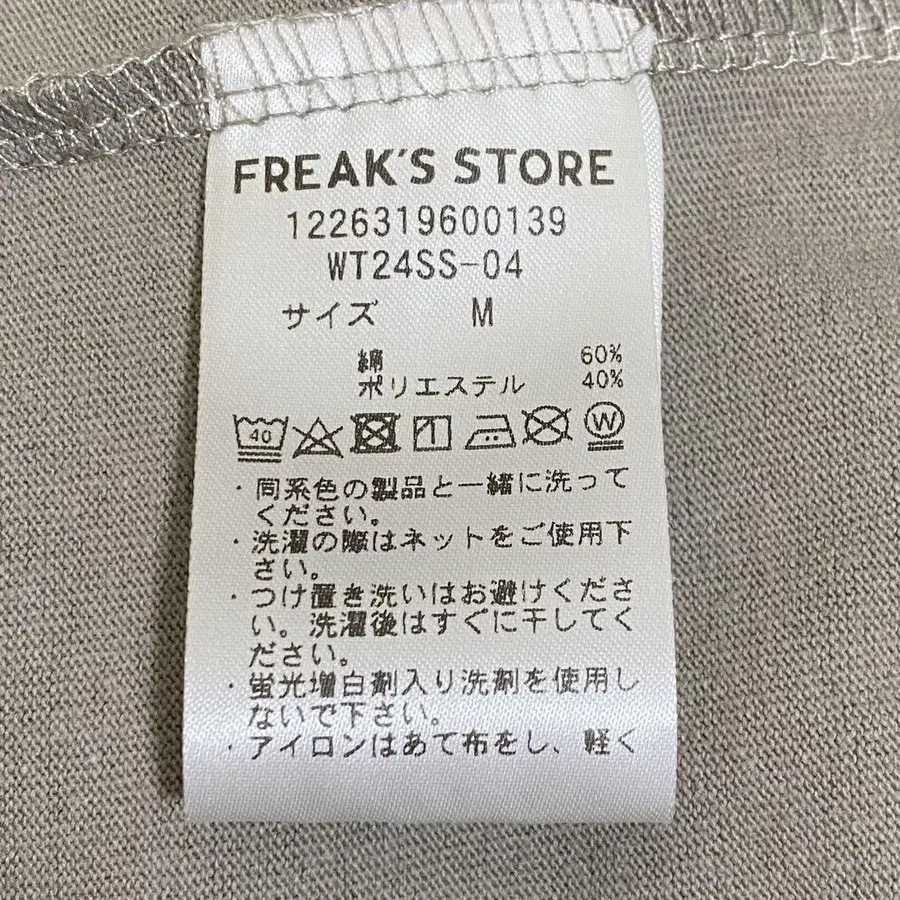 FREAK'S STORE
1226319600139
WT24SS-04
サイズ M
綿 60%
ポリエステル 40%
40 W
・同系色の製品と一緒に洗って
ください。
・洗濯の際はネットをご使用下
さい。
・つけ置き洗いはお避けくださ
い。洗濯後はすぐに干してく
ださい。
・蛍光増白剤入り洗剤を使用し
ないで下さい。
・アイロンはあて布をし、軽く